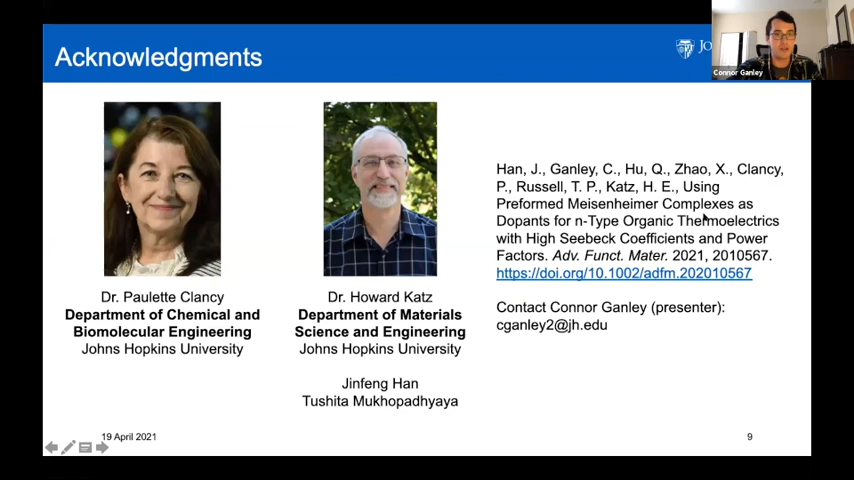 Acknowledgments
Connor Ganley
Han, J., Ganley, C., Hu, Q., Zhao, X., Clancy,
P., Russell, T. P., Katz, H. E., Using
Preformed Meisenheimer Complexes as
Dopants for n-Type Organic Thermoelectrics
with High Seebeck Coefficients and Power
Factors. Adv. Funct. Mater. 2021, 2010567.
https://doi.org/10.1002/adfm.202010567
Contact Connor Ganley (presenter):
cganley2@jh.edu
Dr. Paulette Clancy
Department of Chemical and
Biomolecular Engineering
Johns Hopkins University
Dr. Howard Katz
Department of Materials
Science and Engineering
Johns Hopkins University
Jinfeng Han
Tushita Mukhopadhyaya
19 April 2021
9